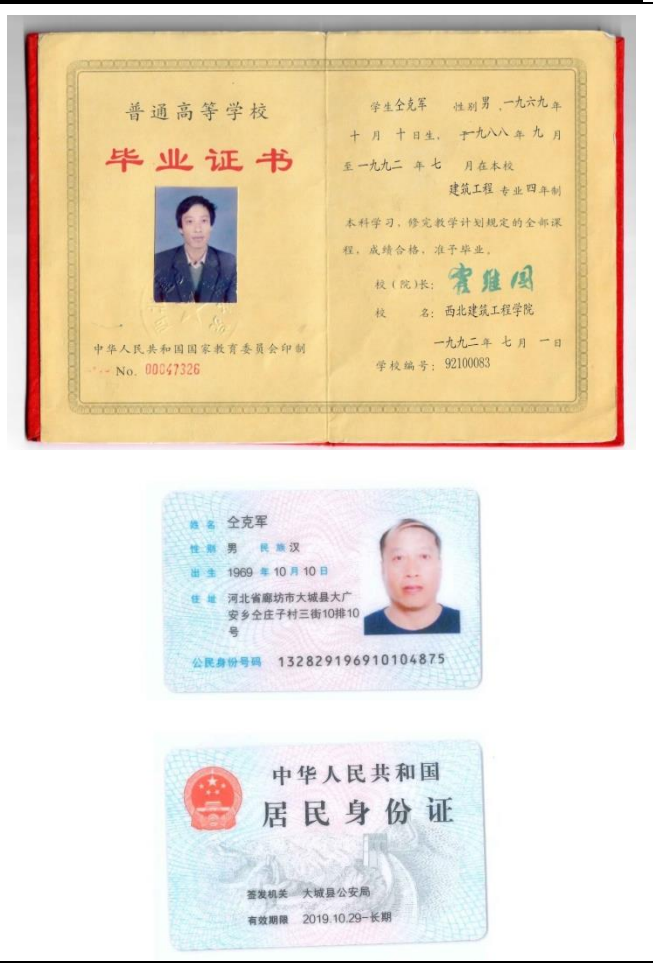 普通高等学校
毕业证书
中华人民共和国国家教育委员会印制
No. 00047326
学生仝克军 性别男,一九六九年
十月十日生,于一九八八年九月
至一九九二年七月在本校
建筑工程专业四年制
本科学习,修完教学计划规定的全部课
程,成绩合格,准予毕业。
校(院)长:霍维国
校名:西北建筑工程学院
一九九二年七月一日
学校编号:92100083
姓名 仝克军
性别 男 民族 汉
出生 1969年10月10日
住址 河北省廊坊市大城县大广
安乡仝庄子村三街10排10
号
公民身份号码 132829196910104875
中华人民共和国
居民身份证
签发机关 大城县公安局
有效期限 2019.10.29-长期